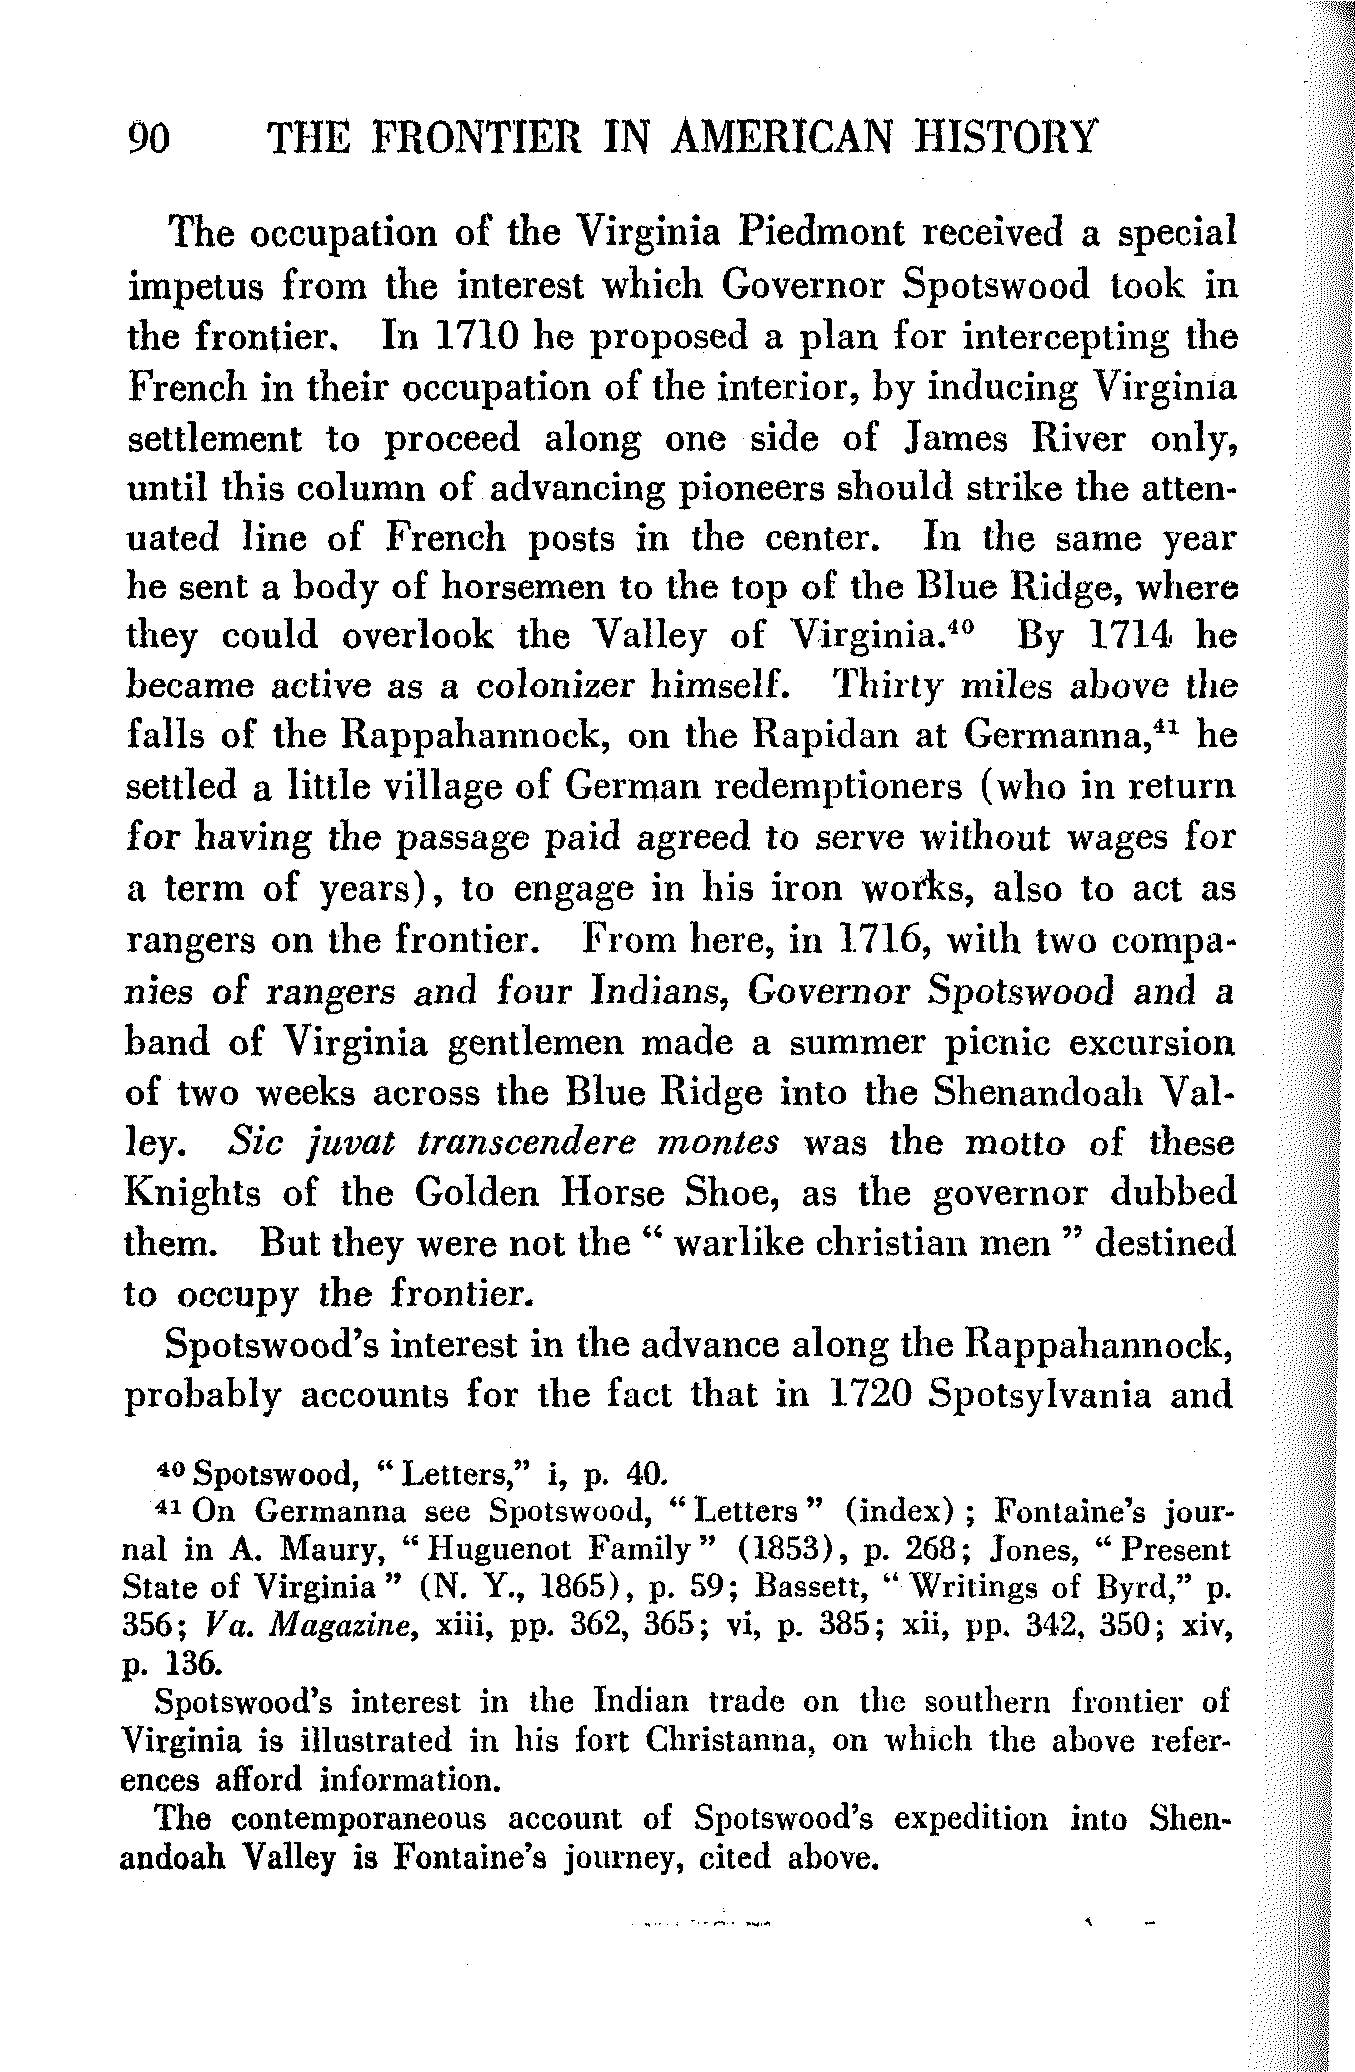 90 THE FRONTIER IN AMERICAN HISTORY
The occupation of the Virginia Piedmont received a special
impetus from the interest which Governor Spotswood took in
the frontier. In 1710 he proposed a plan for intercepting the
French in their occupation of the interior, by inducing Virginia
settlement to proceed along one side of James River only,
until this column of advancing pioneers should strike the atten-
uated line of French posts in the center. In the same year
he sent a body of horsemen to the top of the Blue Ridge, where
they could overlook the Valley of Virginia.⁴⁰ By 1714 he
became active as a colonizer himself. Thirty miles above the
falls of the Rappahannock, on the Rapidan at Germanna,⁴¹ he
settled a little village of German redemptioners (who in return
for having the passage paid agreed to serve without wages for
a term of years), to engage in his iron works, also to act as
rangers on the frontier. From here, in 1716, with two compa-
nies of rangers and four Indians, Governor Spotswood and a
band of Virginia gentlemen made a summer picnic excursion
of two weeks across the Blue Ridge into the Shenandoah Val-
ley. Sic juvat transcendere montes was the motto of these
Knights of the Golden Horse Shoe, as the governor dubbed
them. But they were not the “ warlike christian men ” destined
to occupy the frontier.
Spotswood’s interest in the advance along the Rappahannock,
probably accounts for the fact that in 1720 Spotsylvania and
⁴⁰ Spotswood, “ Letters,” i, p. 40.
⁴¹ On Germanna see Spotswood, “ Letters ” (index) ; Fontaine’s jour-
nal in A. Maury, “ Huguenot Family ” (1853), p. 268; Jones, “ Present
State of Virginia ” (N. Y., 1865), p. 59; Bassett, “ Writings of Byrd,” p.
356; Va. Magazine, xiii, pp. 362, 365; vi, p. 385; xii, pp. 342, 350; xiv,
p. 136.
Spotswood’s interest in the Indian trade on the southern frontier of
Virginia is illustrated in his fort Christanna, on which the above refer-
ences afford information.
The contemporaneous account of Spotswood’s expedition into Shen-
andoah Valley is Fontaine’s journey, cited above.